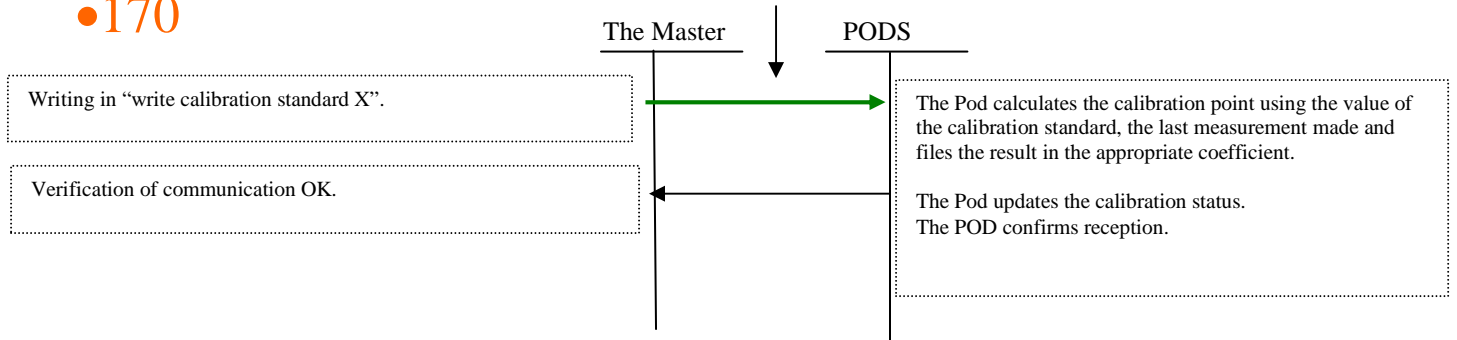 •170
The Master
PODS
Writing in “write calibration standard X”.
The Pod calculates the calibration point using the value of
the calibration standard, the last measurement made and
files the result in the appropriate coefficient.
Verification of communication OK.
The Pod updates the calibration status.
The POD confirms reception.